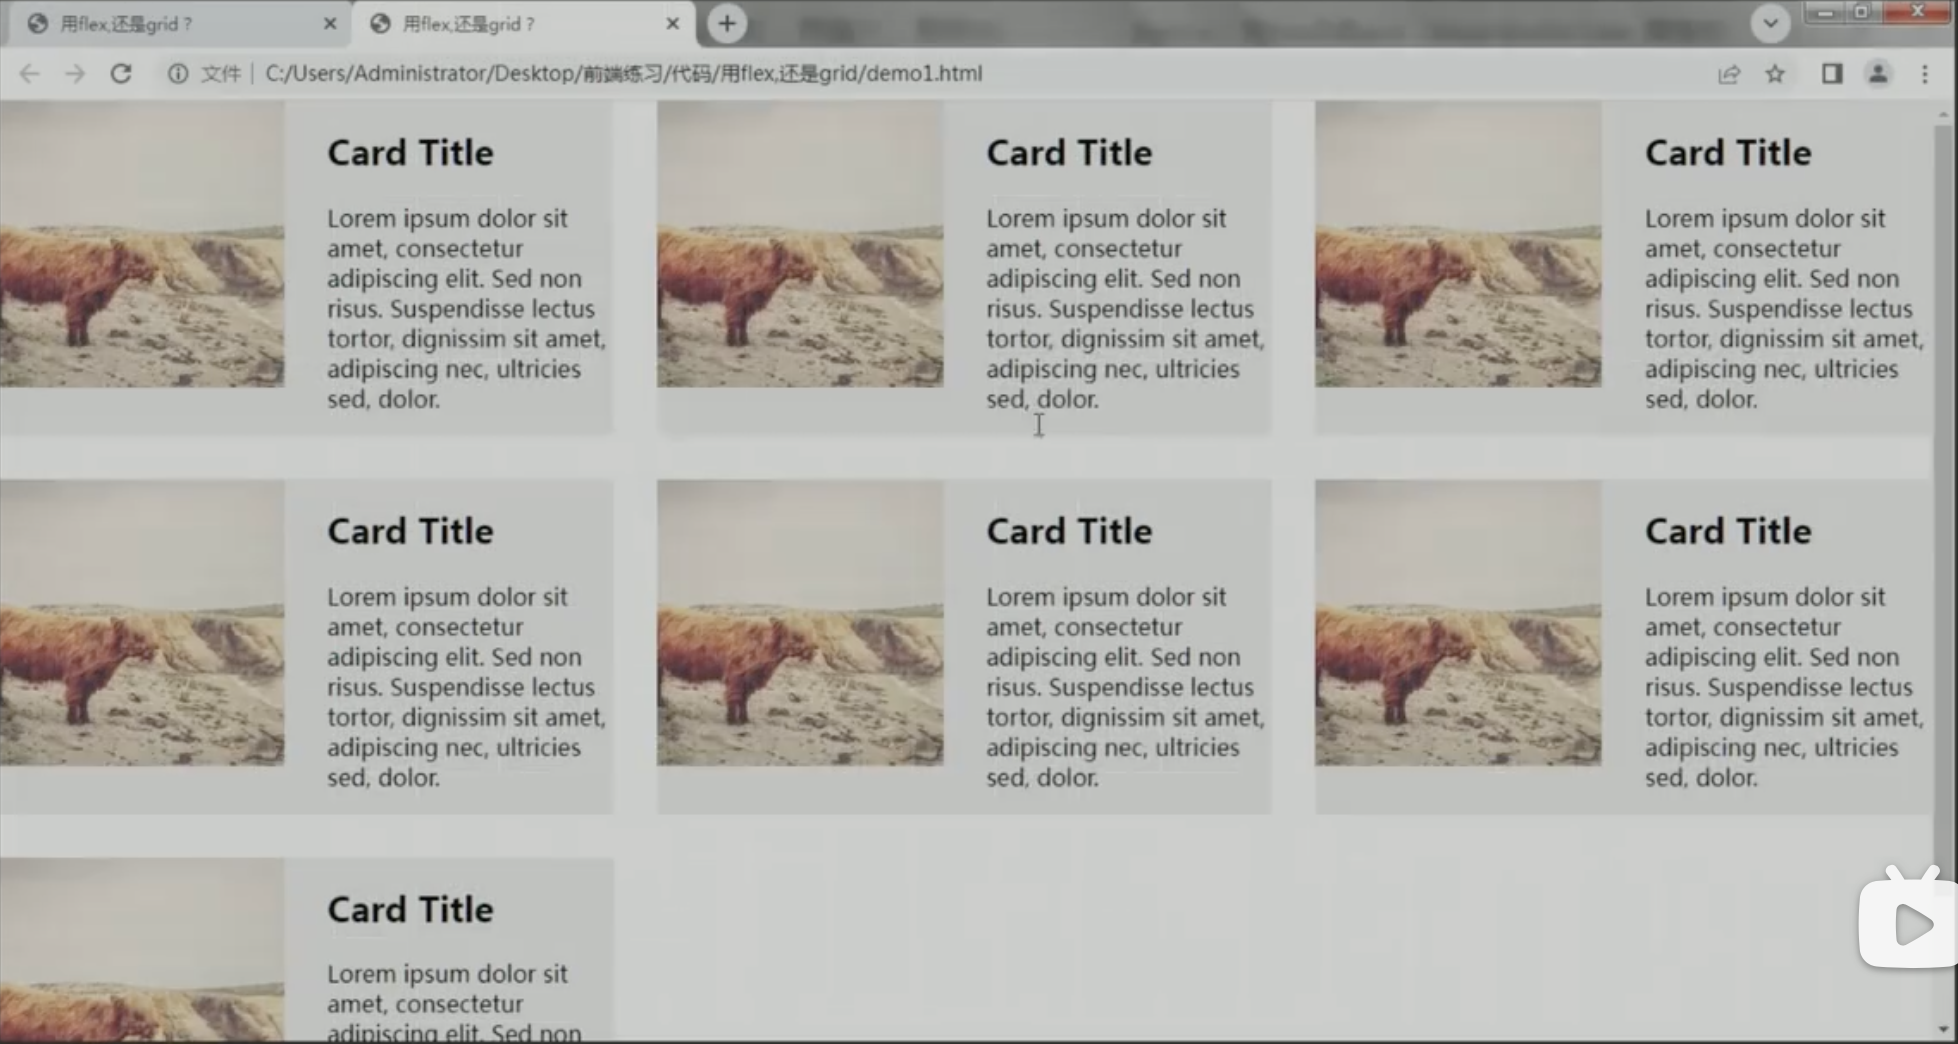 用flex,还是grid ?
用flex,还是grid ?
文件 | C:/Users/Administrator/Desktop/前端练习/代码/用flex,还是grid/demo1.html
Card Title
Lorem ipsum dolor sit
amet, consectetur
adipiscing elit. Sed non
risus. Suspendisse lectus
tortor, dignissim sit amet,
adipiscing nec, ultricies
sed, dolor.
Card Title
Lorem ipsum dolor sit
amet, consectetur
adipiscing elit. Sed non
risus. Suspendisse lectus
tortor, dignissim sit amet,
adipiscing nec, ultricies
sed, dolor.
Card Title
Lorem ipsum dolor sit
amet, consectetur
adipiscing elit. Sed non
risus. Suspendisse lectus
tortor, dignissim sit amet,
adipiscing nec, ultricies
sed, dolor.
Card Title
Lorem ipsum dolor sit
amet, consectetur
adipiscing elit. Sed non
risus. Suspendisse lectus
tortor, dignissim sit amet,
adipiscing nec, ultricies
sed, dolor.
Card Title
Lorem ipsum dolor sit
amet, consectetur
adipiscing elit. Sed non
risus. Suspendisse lectus
tortor, dignissim sit amet,
adipiscing nec, ultricies
sed, dolor.
Card Title
Lorem ipsum dolor sit
amet, consectetur
adipiscing elit. Sed non
risus. Suspendisse lectus
tortor, dignissim sit amet,
adipiscing nec, ultricies
sed, dolor.
Card Title
Lorem ipsum dolor sit
amet, consectetur
adipiscing elit. Sed non